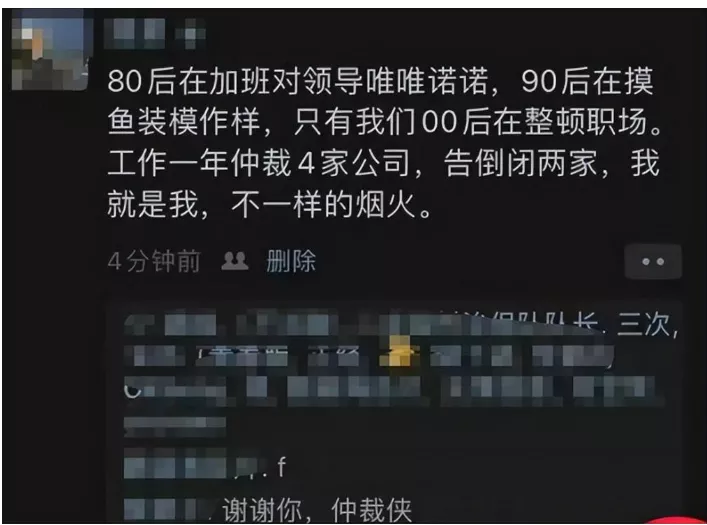 80后在加班对领导唯唯诺诺，90后在摸
鱼装模作样，只有我们00后在整顿职场。
工作一年仲裁4家公司，告倒闭两家，我
就是我，不一样的烟火。
4分钟前 删除
队队长. 三次,
. f
谢谢你，仲裁侠